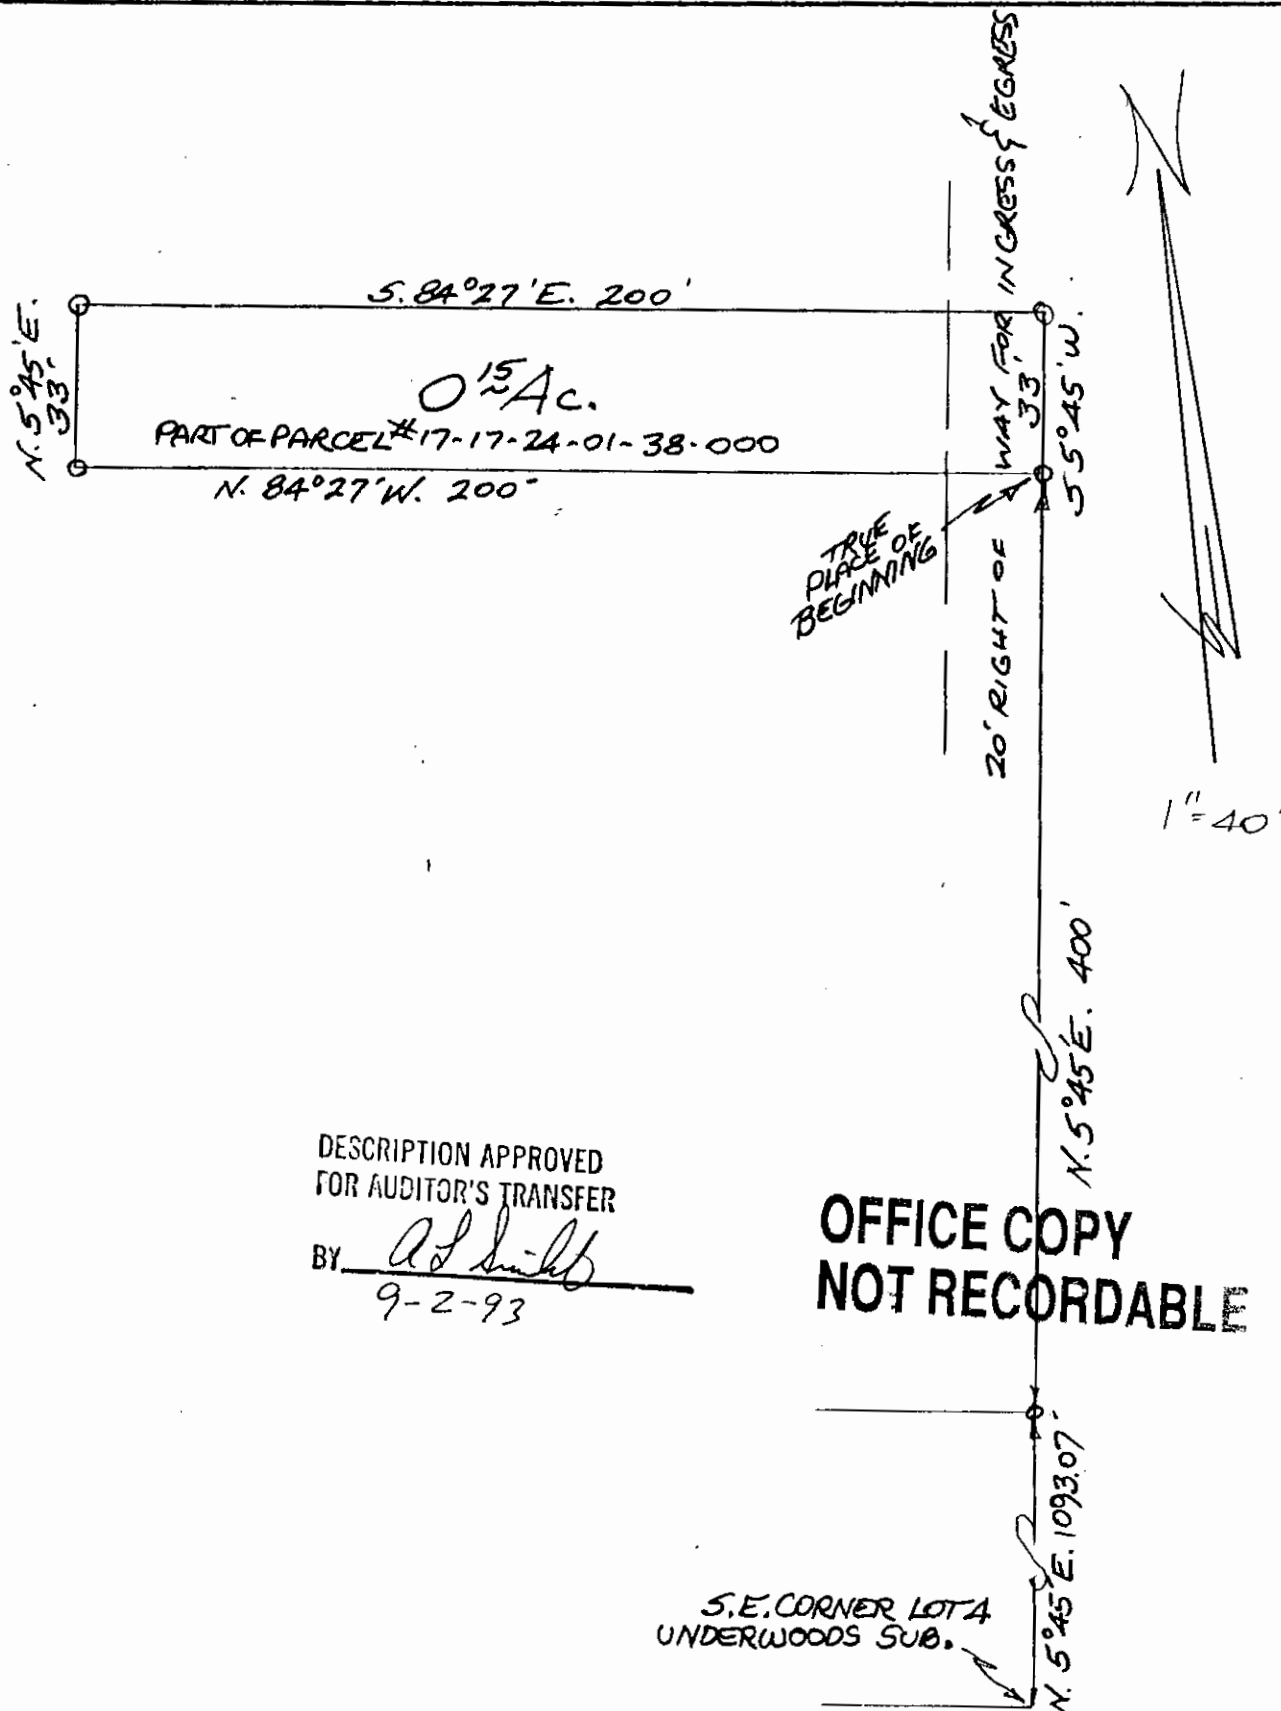 S. 84°27'E. 200'
N. 5°45'E.
33'
0 15 Ac.
PART OF PARCEL # 17-17-24-01-38-000
N. 84°27'W. 200'
20' RIGHT OF WAY FOR INGRESS & EGRESS
33'
S 5°45'W.
N
TRUE
PLACE OF
BEGINNING
1"=40'
N. 5°45'E. 400'
DESCRIPTION APPROVED
FOR AUDITOR'S TRANSFER
BY
9-2-93
OFFICE COPY
NOT RECORDABLE
N. 5°45'E. 1093.07'
S.E. CORNER LOT 4
UNDERWOODS SUB.